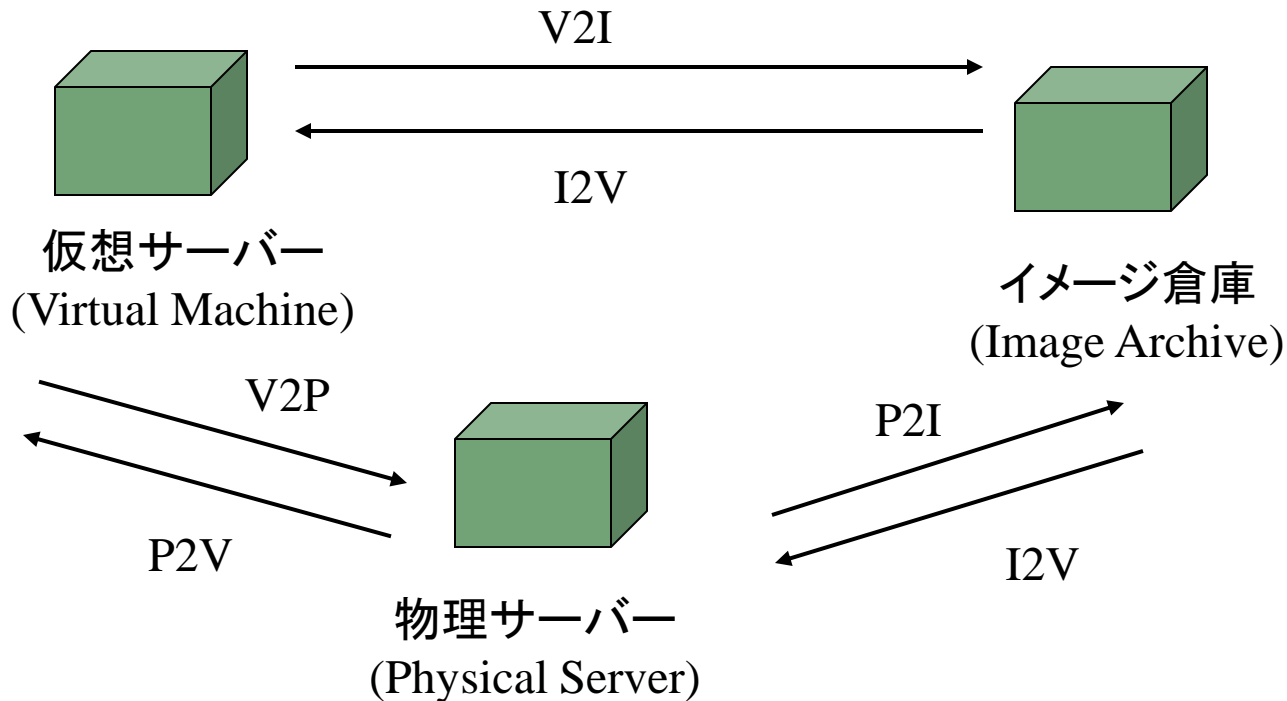 V2I
I2V
仮想サーバー
(Virtual Machine)
イメージ倉庫
(Image Archive)
V2P
P2V
P2I
I2V
物理サーバー
(Physical Server)